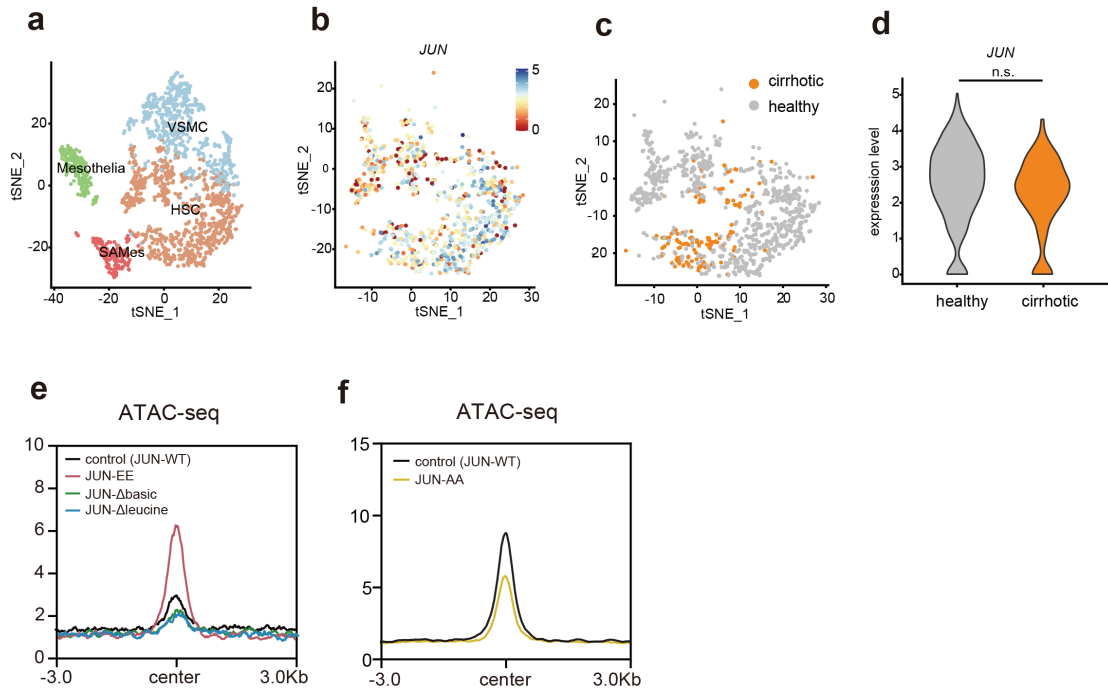 a
tSNE_2
20
0
-20
-40
-20
0
20
tSNE_1
VSMC
Mesothelia
HSC
SAMes
b
JUN
tSNE_2
20
10
0
-10
-20
-10
0
10
20
30
tSNE_1
5
0
c
cirrhotic
healthy
tSNE_2
20
10
0
-10
20
-10
0
10
20
30
tSNE_1
d
JUN
n.s.
expression level
5
4
3
2
1
0
healthy
cirrhotic
e
ATAC-seq
10
8
6
4
2
0
control (JUN-WT)
JUN-EE
JUN-Δbasic
JUN-Δleucine
-3.0
center
3.0Kb
f
ATAC-seq
15
10
5
0
control (JUN-WT)
JUN-AA
-3.0
center
3.0Kb